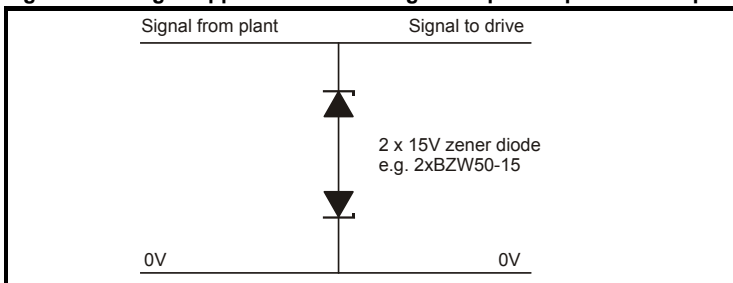 Signal from plant
Signal to drive
2 x 15V zener diode
e.g. 2xBZW50-15
0V
0V